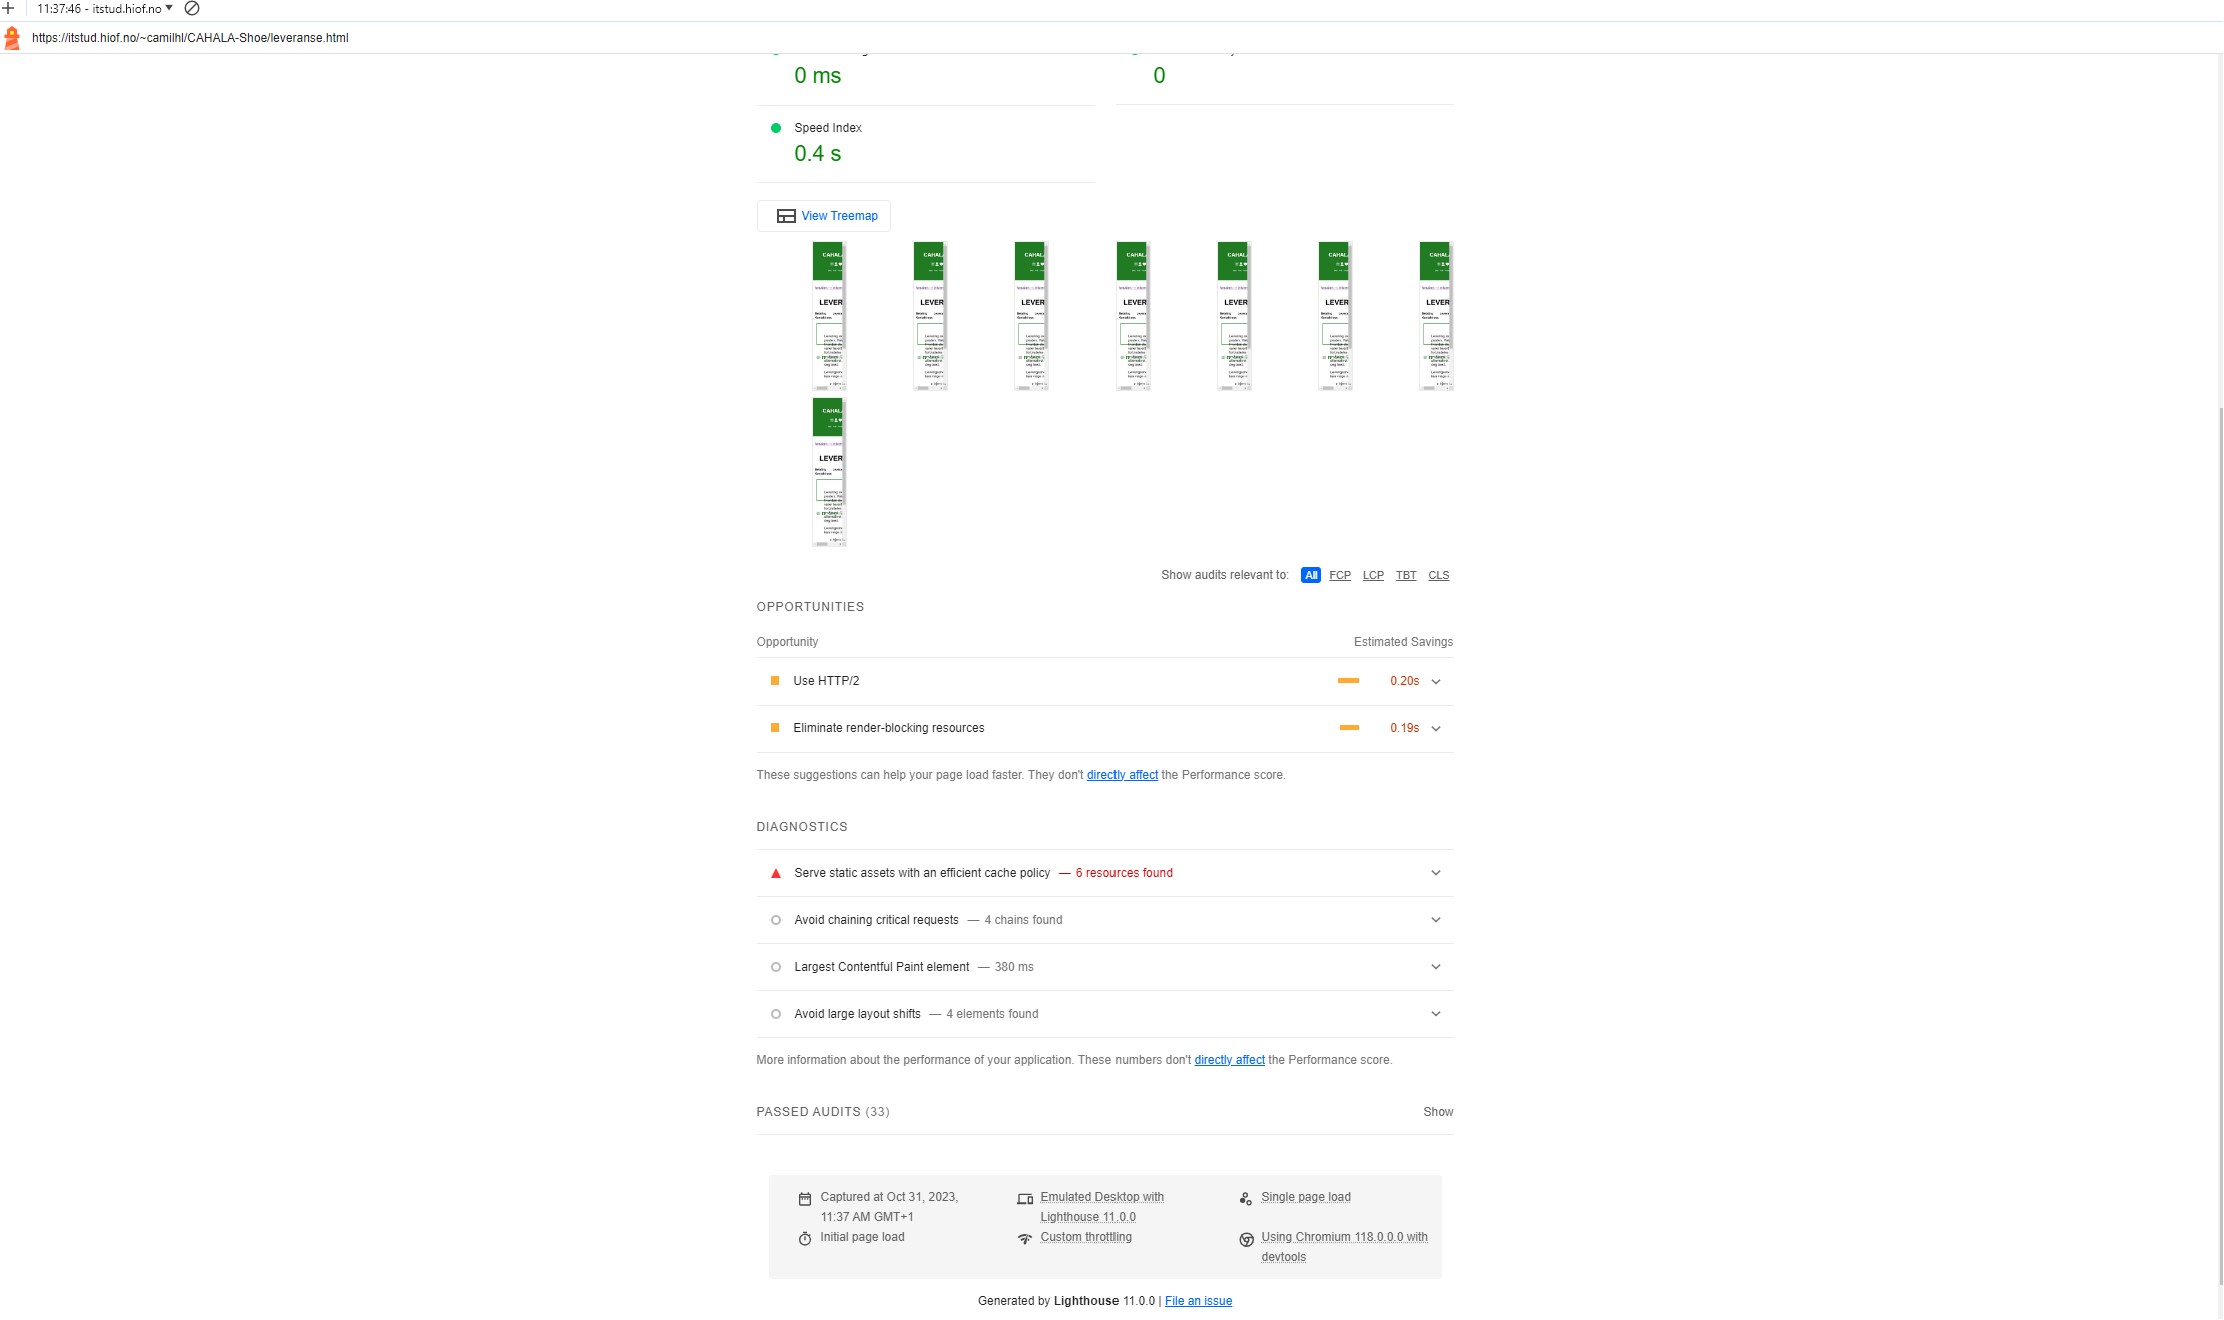 11:37:46 - itstud.hiof.no
https://itstud.hiof.no/~camilhl/CAHALA-Shoe/leveranse.html
0 ms
0
Speed Index
0.4 s
View Treemap
CAHAL CAHAL CAHAL CAHAL CAHAL CAHAL CAHAL
LEVER LEVER LEVER LEVER LEVER LEVER LEVER
CAHAL
LEVER
Show audits relevant to: All FCP LCP TBT CLS
OPPORTUNITIES
Opportunity Estimated Savings
Use HTTP/2 0.20s
Eliminate render-blocking resources 0.19s
These suggestions can help your page load faster. They don't directly affect the Performance score.
DIAGNOSTICS
Serve static assets with an efficient cache policy — 6 resources found
Avoid chaining critical requests — 4 chains found
Largest Contentful Paint element — 380 ms
Avoid large layout shifts — 4 elements found
More information about the performance of your application. These numbers don't directly affect the Performance score.
PASSED AUDITS (33) Show
Captured at Oct 31, 2023,
11:37 AM GMT+1
Emulated Desktop with
Lighthouse 11.0.0
Single page load
Initial page load
Custom throttling
Using Chromium 118.0.0.0 with
devtools
Generated by Lighthouse 11.0.0 | File an issue